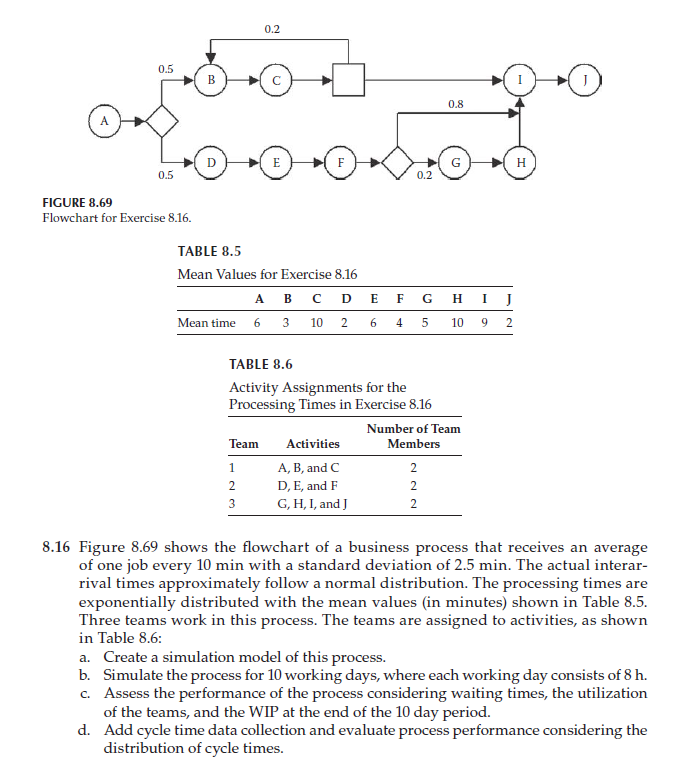 0.2
0.5
B
C
I
J
0.8
A
D
E
F
G
H
0.5
0.2
FIGURE 8.69
Flowchart for Exercise 8.16.
TABLE 8.5
Mean Values for Exercise 8.16
A B C D E F G H I J
Mean time 6 3 10 2 6 4 5 10 9 2
TABLE 8.6
Activity Assignments for the
Processing Times in Exercise 8.16
Number of Team
Team Activities Members
1 A, B, and C 2
2 D, E, and F 2
3 G, H, I, and J 2
8.16 Figure 8.69 shows the flowchart of a business process that receives an average
of one job every 10 min with a standard deviation of 2.5 min. The actual interar-
rival times approximately follow a normal distribution. The processing times are
exponentially distributed with the mean values (in minutes) shown in Table 8.5.
Three teams work in this process. The teams are assigned to activities, as shown
in Table 8.6:
a. Create a simulation model of this process.
b. Simulate the process for 10 working days, where each working day consists of 8 h.
c. Assess the performance of the process considering waiting times, the utilization
of the teams, and the WIP at the end of the 10 day period.
d. Add cycle time data collection and evaluate process performance considering the
distribution of cycle times.